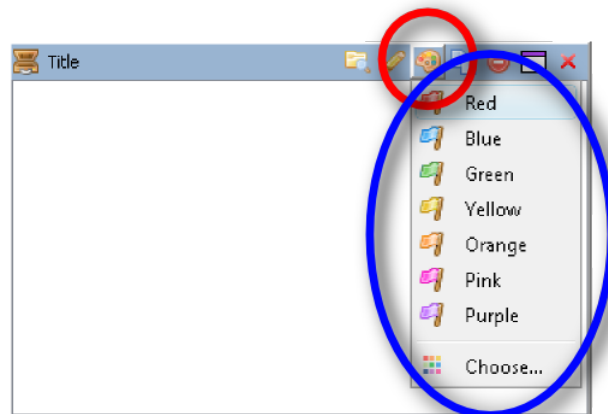 Title
Red
Blue
Green
Yellow
Orange
Pink
Purple
Choose...